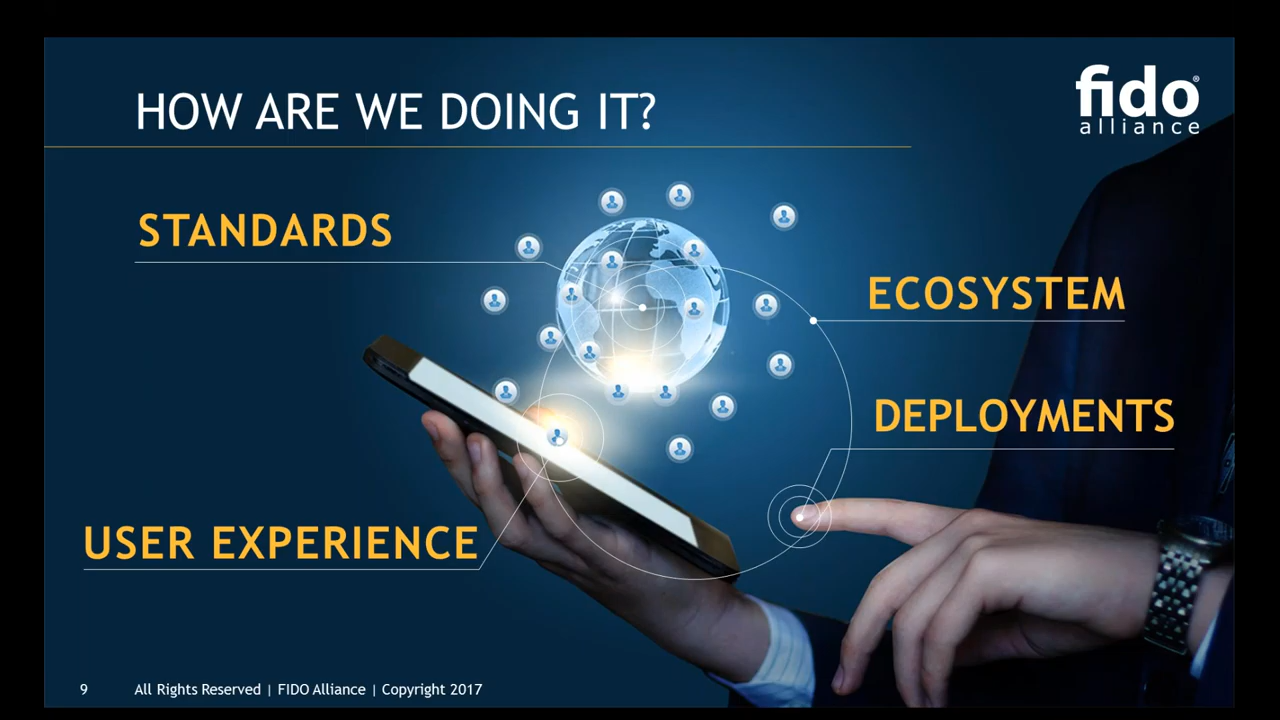 HOW ARE WE DOING IT?
fido®
alliance
STANDARDS
ECOSYSTEM
DEPLOYMENTS
USER EXPERIENCE
9 All Rights Reserved | FIDO Alliance | Copyright 2017